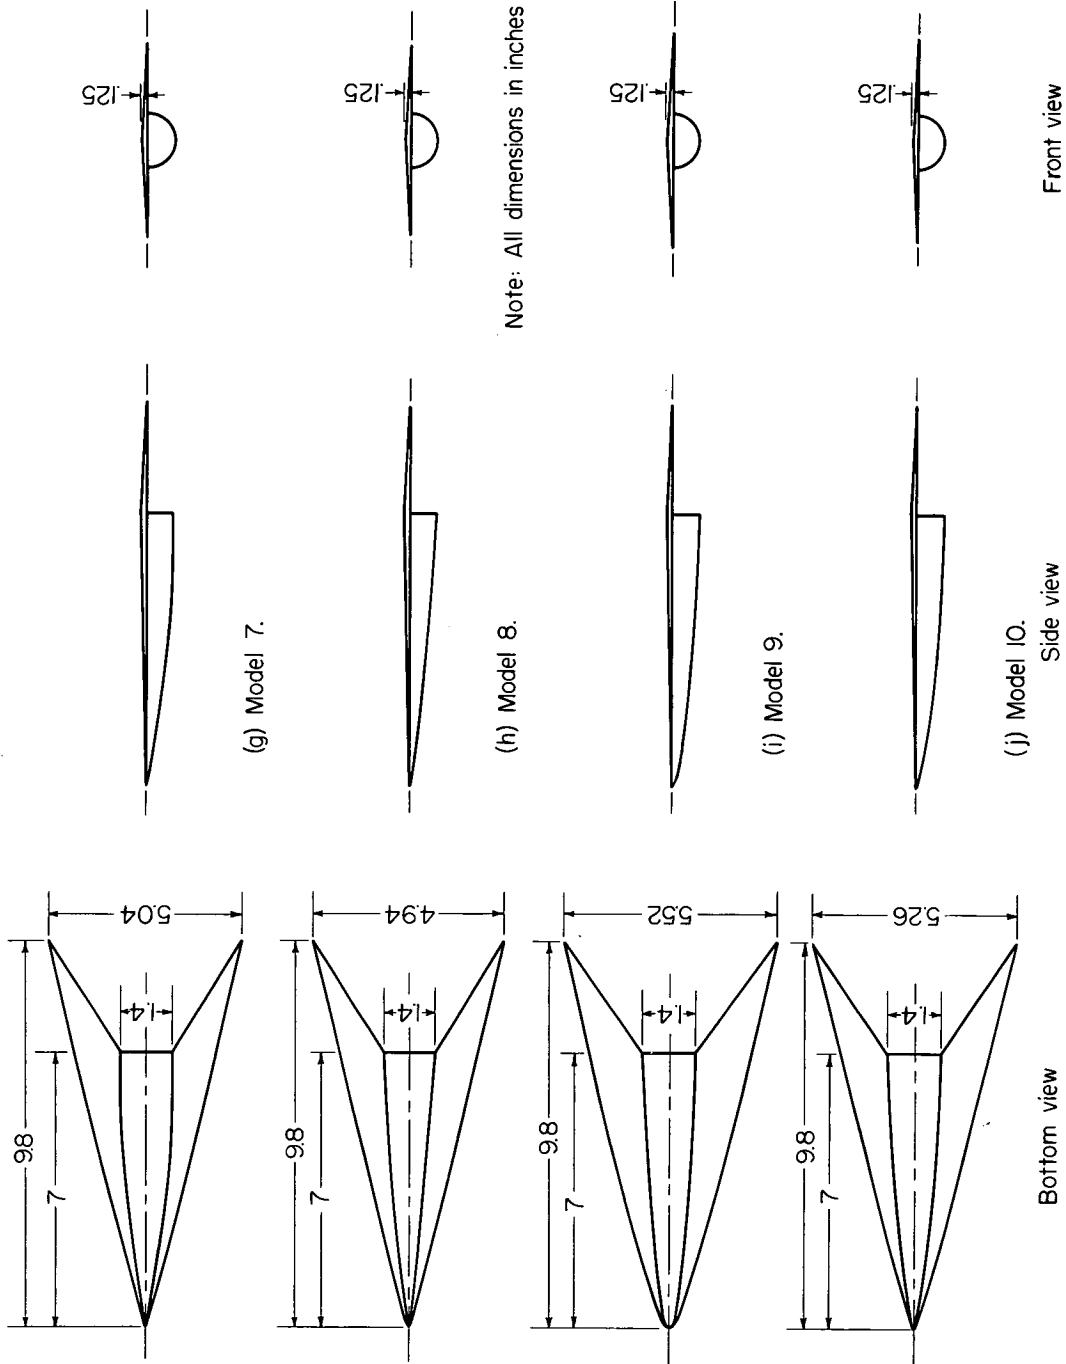 9.8
7
5.04
1.4
.125
(g) Model 7.
9.8
7
4.94
1.4
.125
(h) Model 8.
Note: All dimensions in inches
9.8
7
5.52
1.4
.125
(i) Model 9.
9.8
7
5.26
1.4
.125
(j) Model 10.
Bottom view
Side view
Front view